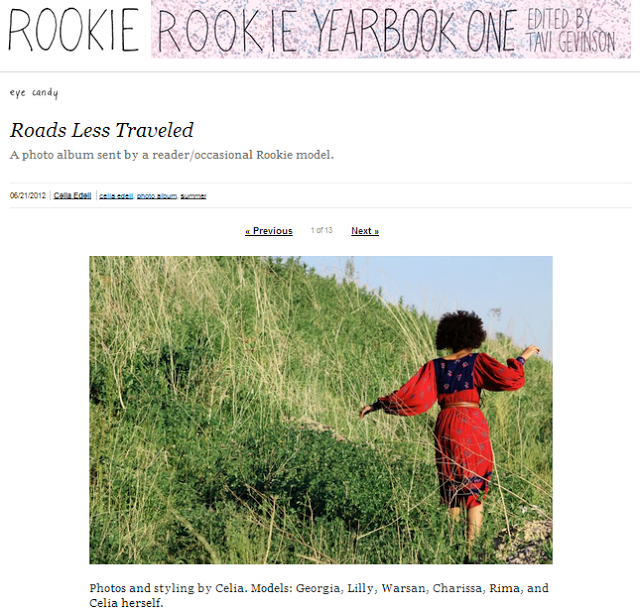 ROOKIE ROOKIE YEARBOOK ONE EDITED BY TAVI GEVINSON
eye candy
Roads Less Traveled
A photo album sent by a reader/occasional Rookie model.
06/21/2012 Celia Edell celia edell, photo album, summer
« Previous 1 of 13 Next »
Photos and styling by Celia. Models: Georgia, Lilly, Warsan, Charissa, Rima, and
Celia herself.